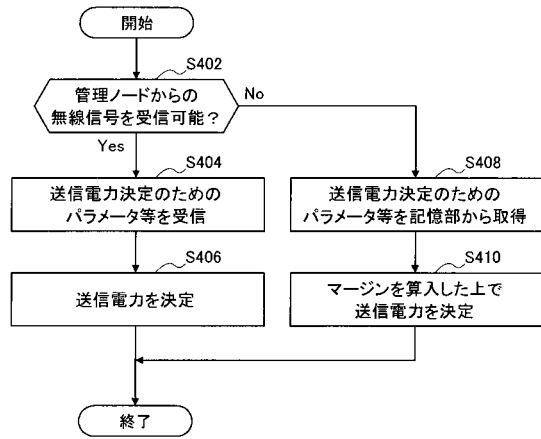 開始
S402
管理ノードからの
無線信号を受信可能？
No
Yes
S404
送信電力決定のための
パラメータ等を受信
S408
送信電力決定のための
パラメータ等を記憶部から取得
S406
送信電力を決定
S410
マージンを算入した上で
送信電力を決定
終了